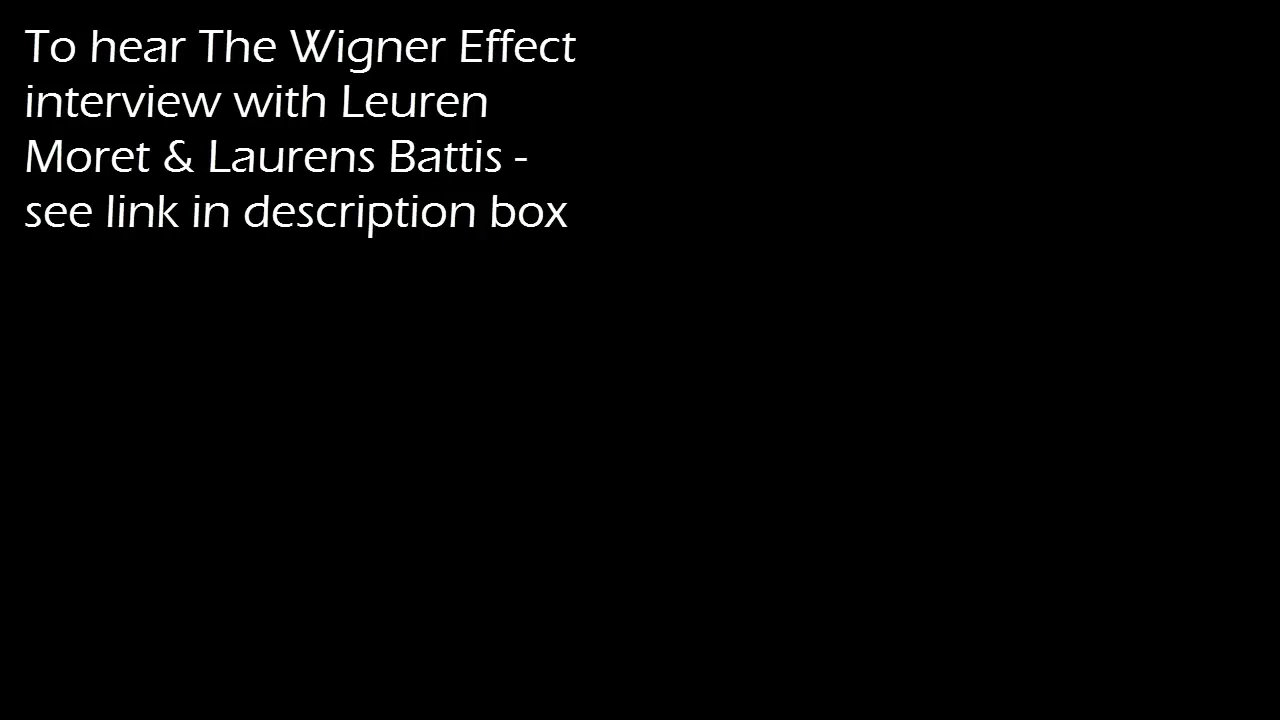 To hear The Wigner Effect
interview with Leuren
Moret & Laurens Battis -
see link in description box